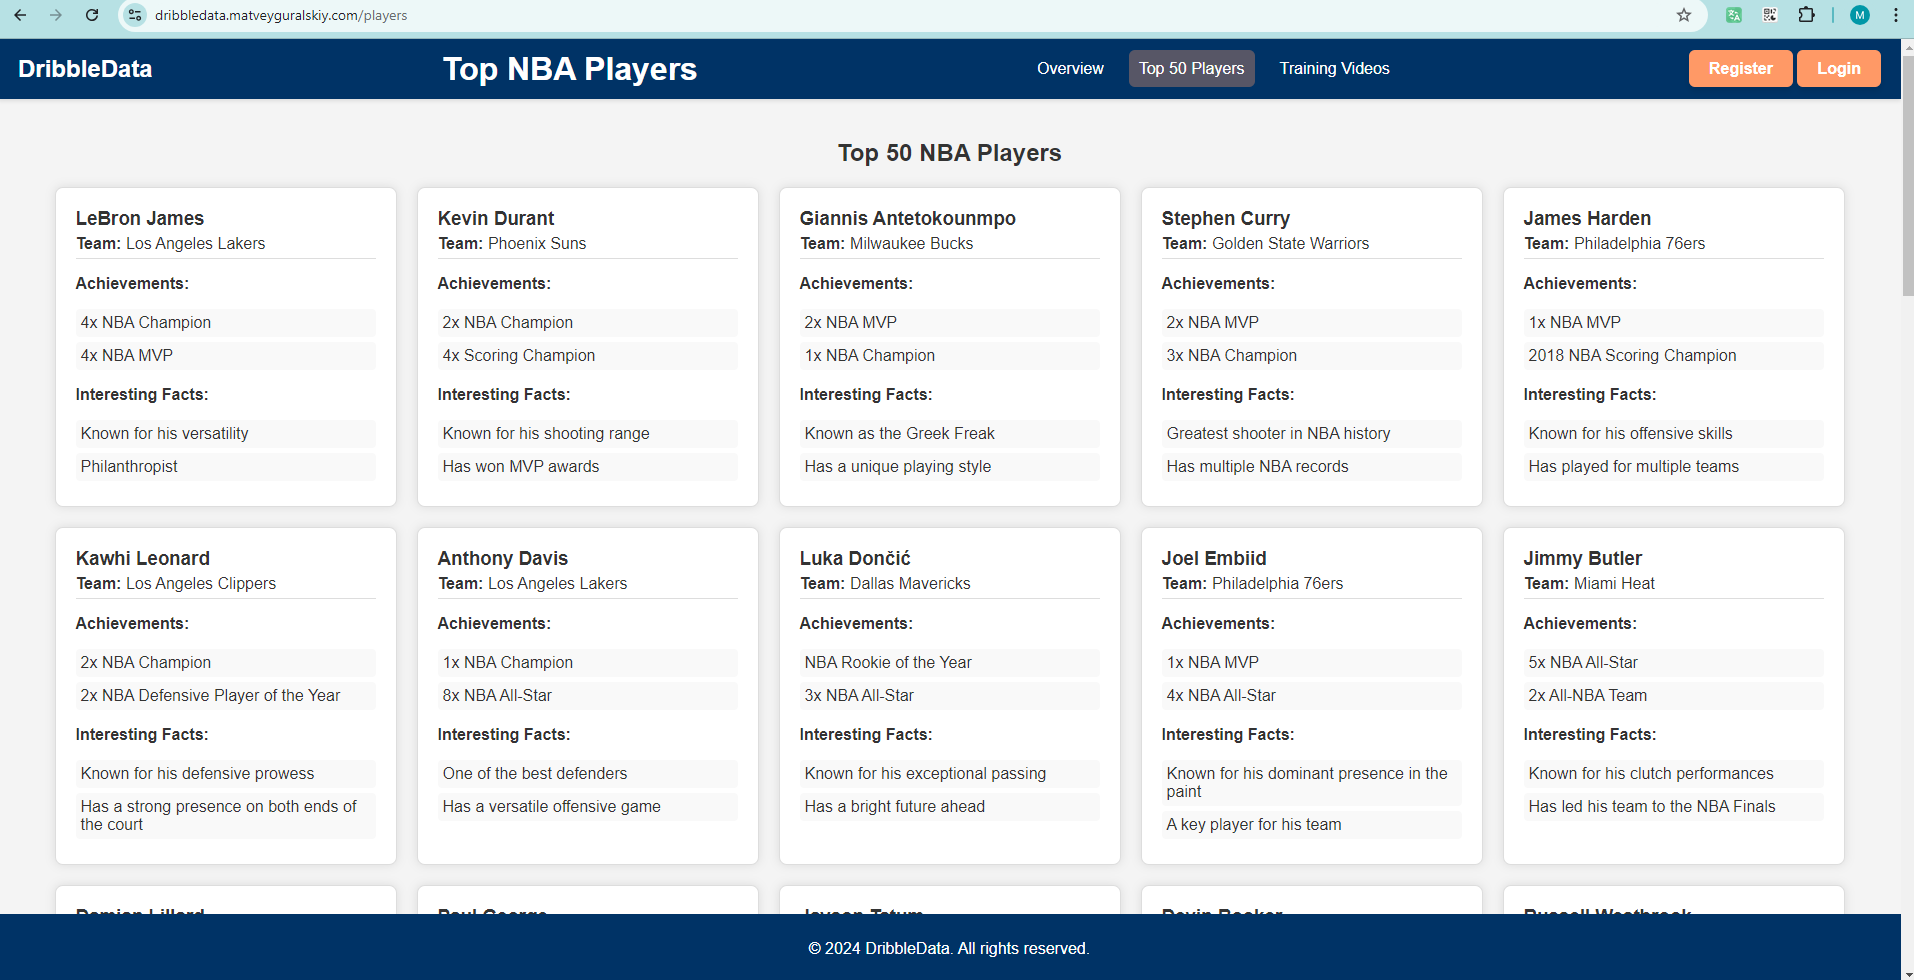 dribbledata.matveyguralskiy.com/players
M
DribbleData
Top NBA Players
Overview
Top 50 Players
Training Videos
Register
Login
Top 50 NBA Players
LeBron James
Team: Los Angeles Lakers
Achievements:
4x NBA Champion
4x NBA MVP
Interesting Facts:
Known for his versatility
Philanthropist
Kevin Durant
Team: Phoenix Suns
Achievements:
2x NBA Champion
4x Scoring Champion
Interesting Facts:
Known for his shooting range
Has won MVP awards
Giannis Antetokounmpo
Team: Milwaukee Bucks
Achievements:
2x NBA MVP
1x NBA Champion
Interesting Facts:
Known as the Greek Freak
Has a unique playing style
Stephen Curry
Team: Golden State Warriors
Achievements:
2x NBA MVP
3x NBA Champion
Interesting Facts:
Greatest shooter in NBA history
Has multiple NBA records
James Harden
Team: Philadelphia 76ers
Achievements:
1x NBA MVP
2018 NBA Scoring Champion
Interesting Facts:
Known for his offensive skills
Has played for multiple teams
Kawhi Leonard
Team: Los Angeles Clippers
Achievements:
2x NBA Champion
2x NBA Defensive Player of the Year
Interesting Facts:
Known for his defensive prowess
Has a strong presence on both ends of
the court
Anthony Davis
Team: Los Angeles Lakers
Achievements:
1x NBA Champion
8x NBA All-Star
Interesting Facts:
One of the best defenders
Has a versatile offensive game
Luka Dončić
Team: Dallas Mavericks
Achievements:
NBA Rookie of the Year
3x NBA All-Star
Interesting Facts:
Known for his exceptional passing
Has a bright future ahead
Joel Embiid
Team: Philadelphia 76ers
Achievements:
1x NBA MVP
4x NBA All-Star
Interesting Facts:
Known for his dominant presence in the
paint
A key player for his team
Jimmy Butler
Team: Miami Heat
Achievements:
5x NBA All-Star
2x All-NBA Team
Interesting Facts:
Known for his clutch performances
Has led his team to the NBA Finals
Damian Lillard
Paul George
Jayson Tatum
Devin Booker
Russell Westbrook
© 2024 DribbleData. All rights reserved.